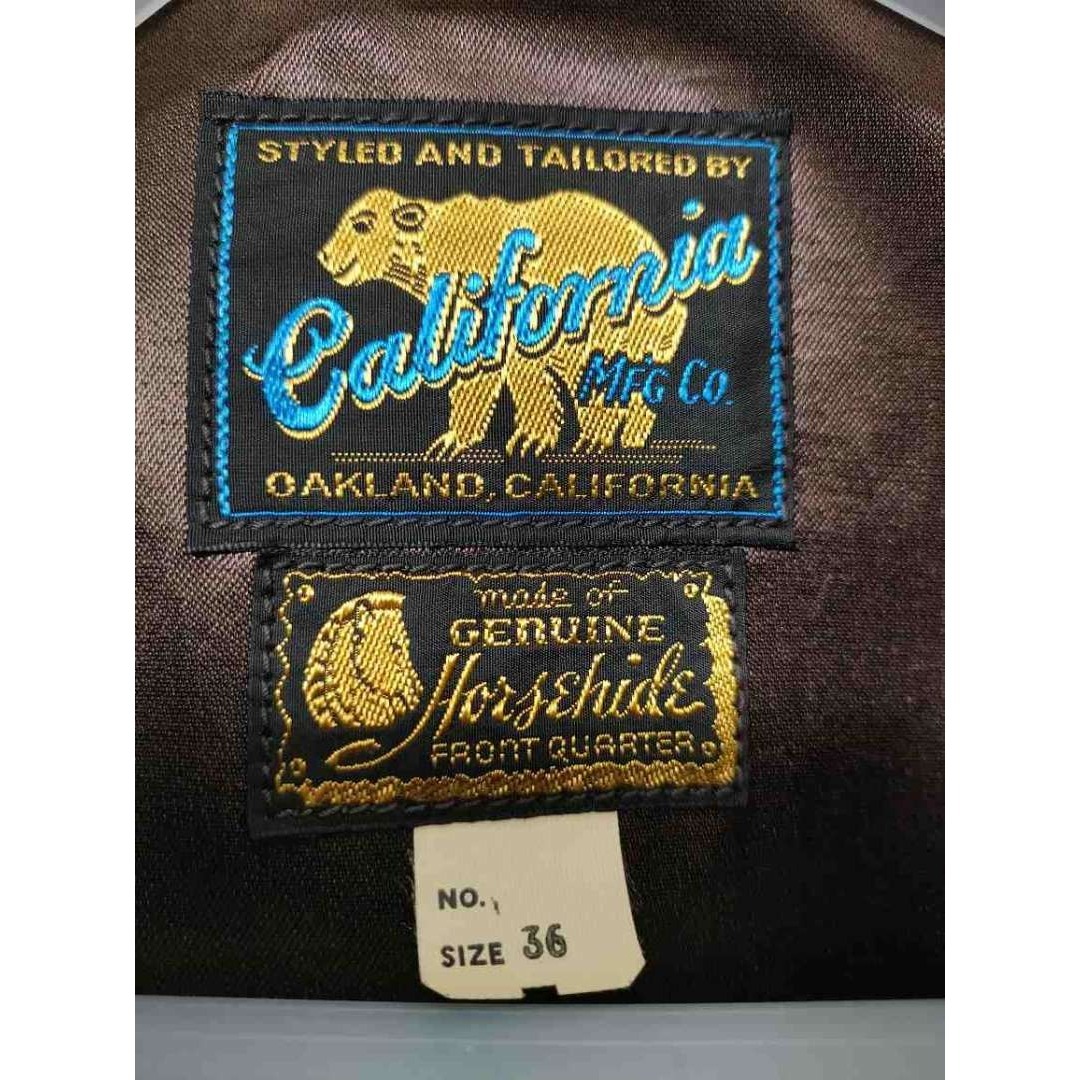 STYLED AND TAILORED BY
California
MFG CO.
OAKLAND, CALIFORNIA
made of
GENUINE
Horsehide
FRONT QUARTER
NO.
SIZE 36